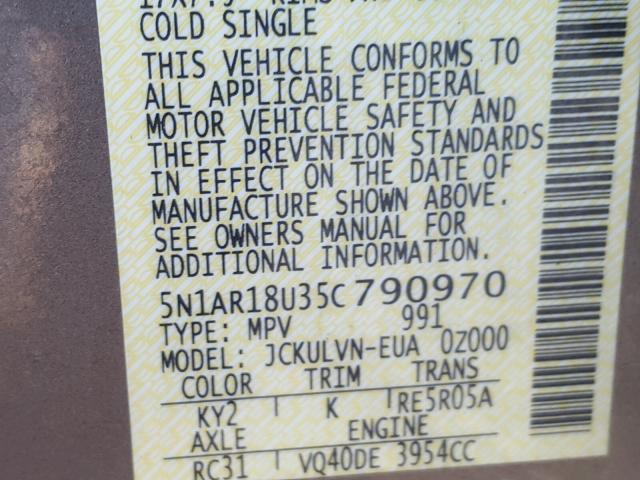 COLD SINGLE
THIS VEHICLE CONFORMS TO
ALL APPLICABLE FEDERAL
MOTOR VEHICLE SAFETY AND
THEFT PREVENTION STANDARDS
IN EFFECT ON THE DATE OF
MANUFACTURE SHOWN ABOVE.
SEE OWNERS MANUAL FOR
ADDITIONAL INFORMATION.
5N1AR18U35C790970
TYPE: MPV 991
MODEL: JCKULVN-EUA 0Z000
COLOR TRIM TRANS
KY2 K RE5R05A
AXLE ENGINE
RC31 VQ40DE 3954CC